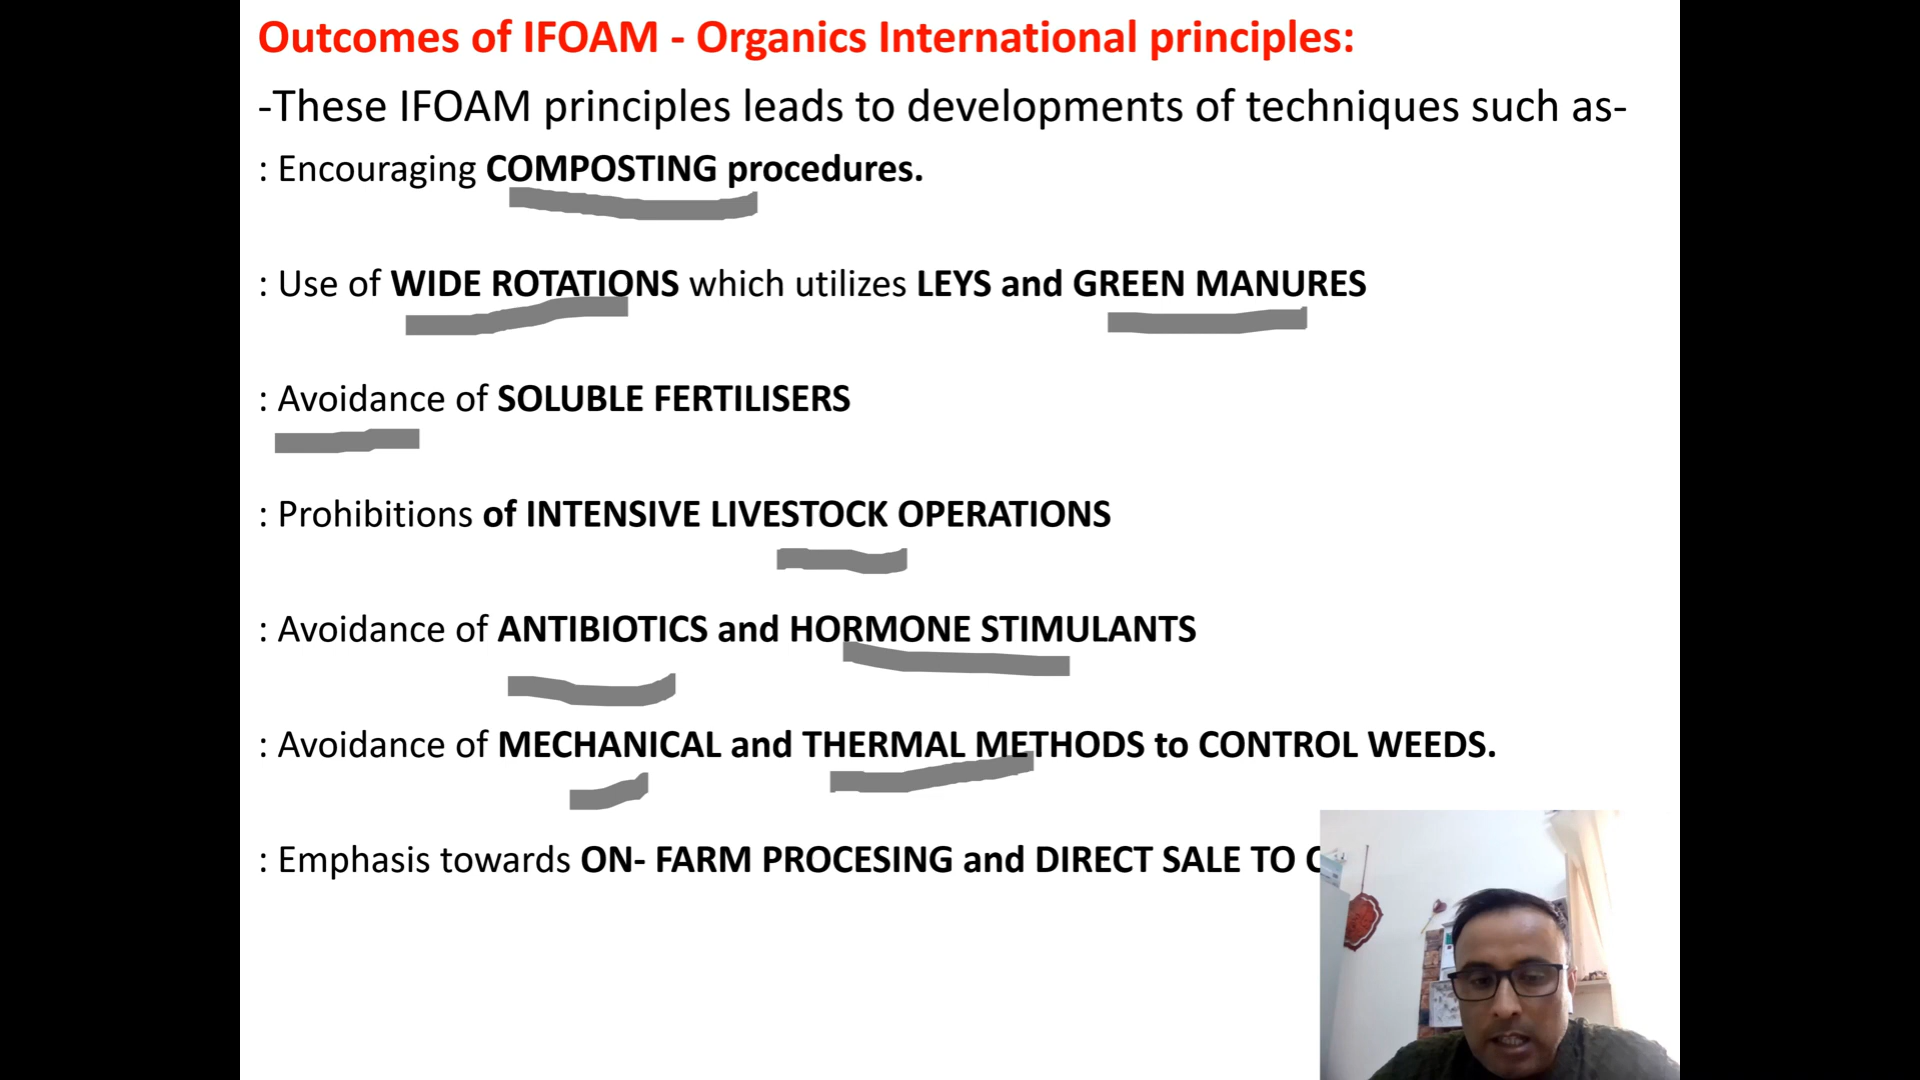 Outcomes of IFOAM - Organics International principles:
-These IFOAM principles leads to developments of techniques such as-
: Encouraging COMPOSTING procedures.
: Use of WIDE ROTATIONS which utilizes LEYS and GREEN MANURES
: Avoidance of SOLUBLE FERTILISERS
: Prohibitions of INTENSIVE LIVESTOCK OPERATIONS
: Avoidance of ANTIBIOTICS and HORMONE STIMULANTS
: Avoidance of MECHANICAL and THERMAL METHODS to CONTROL WEEDS.
: Emphasis towards ON- FARM PROCESING and DIRECT SALE TO